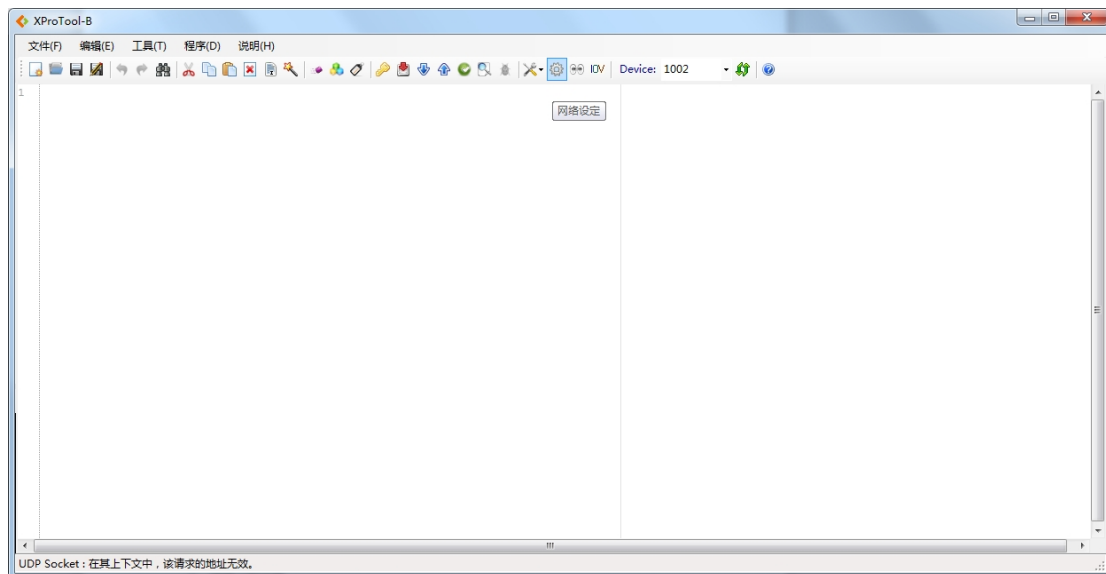 XProTool-B
文件(F) 编辑(E) 工具(T) 程序(D) 说明(H)
IOV Device: 1002
1
网络设定
UDP Socket : 在其上下文中，该请求的地址无效。